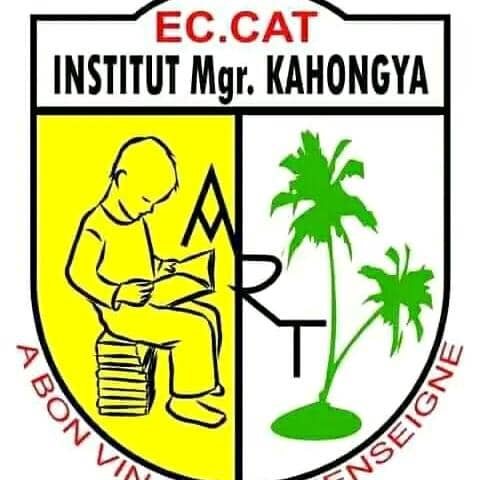 EC.CAT
INSTITUT Mgr. KAHONGYA
ART
A BON VIN
ENSEIGNE